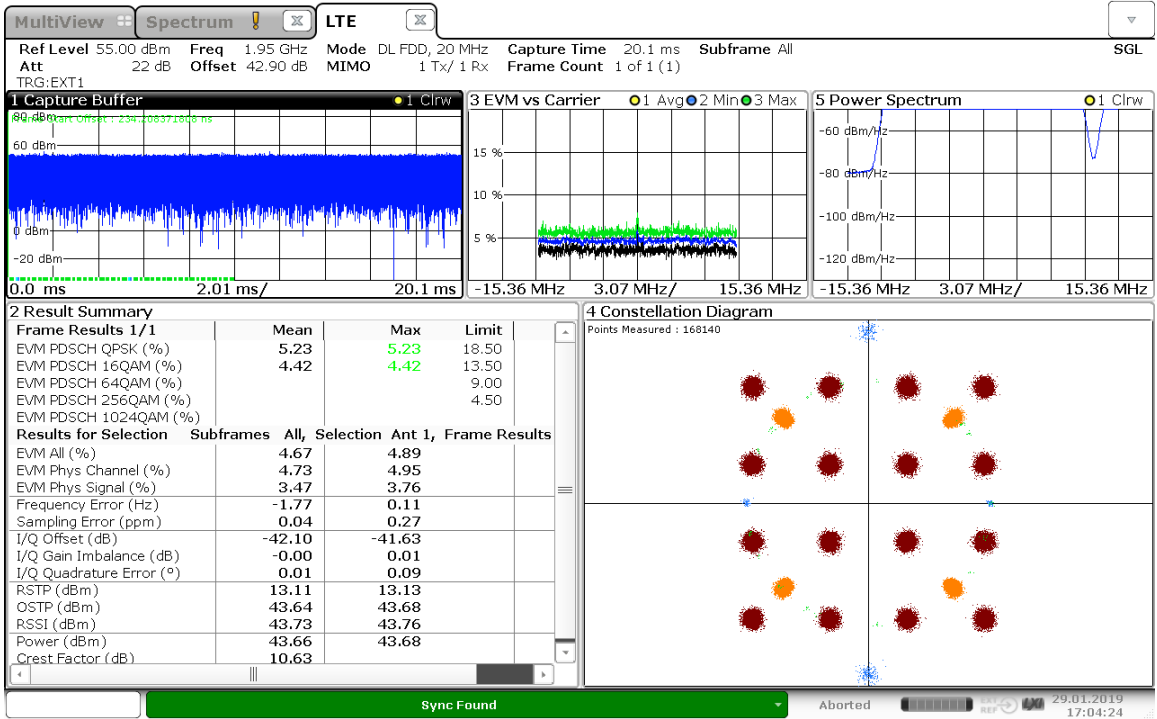 MultiView Spectrum LTE
Ref Level 55.00 dBm Freq 1.95 GHz Mode DL FDD, 20 MHz Capture Time 20.1 ms Subframe All SGL
Att 22 dB Offset 42.90 dB MIMO 1 Tx/ 1 Rx Frame Count 1 of 1 (1)
TRG:EXT1
1 Capture Buffer 1 Clrw
80 dBm
Frame Start Offset : 234.208371806 ns
60 dBm
0 dBm
-20 dBm
0.0 ms 2.01 ms/ 20.1 ms
3 EVM vs Carrier 1 Avg 2 Min 3 Max
15 %
10 %
5 %
-15.36 MHz 3.07 MHz/ 15.36 MHz
5 Power Spectrum 1 Clrw
-60 dBm/Hz
-80 dBm/Hz
-100 dBm/Hz
-120 dBm/Hz
-15.36 MHz 3.07 MHz/ 15.36 MHz
2 Result Summary
Frame Results 1/1 Mean Max Limit
EVM PDSCH QPSK (%) 5.23 5.23 18.50
EVM PDSCH 16QAM (%) 4.42 4.42 13.50
EVM PDSCH 64QAM (%) 9.00
EVM PDSCH 256QAM (%) 4.50
EVM PDSCH 1024QAM (%)
Results for Selection Subframes All, Selection Ant 1, Frame Results
EVM All (%) 4.67 4.89
EVM Phys Channel (%) 4.73 4.95
EVM Phys Signal (%) 3.47 3.76
Frequency Error (Hz) -1.77 0.11
Sampling Error (ppm) 0.04 0.27
I/Q Offset (dB) -42.10 -41.63
I/Q Gain Imbalance (dB) -0.00 0.01
I/Q Quadrature Error (°) 0.01 0.09
RSTP (dBm) 13.11 13.13
OSTP (dBm) 43.64 43.68
RSSI (dBm) 43.73 43.76
Power (dBm) 43.66 43.68
Crest Factor (dB) 10.63
4 Constellation Diagram
Points Measured : 168140
Sync Found
Aborted
EXT
REF
LXI
29.01.2019
17:04:24